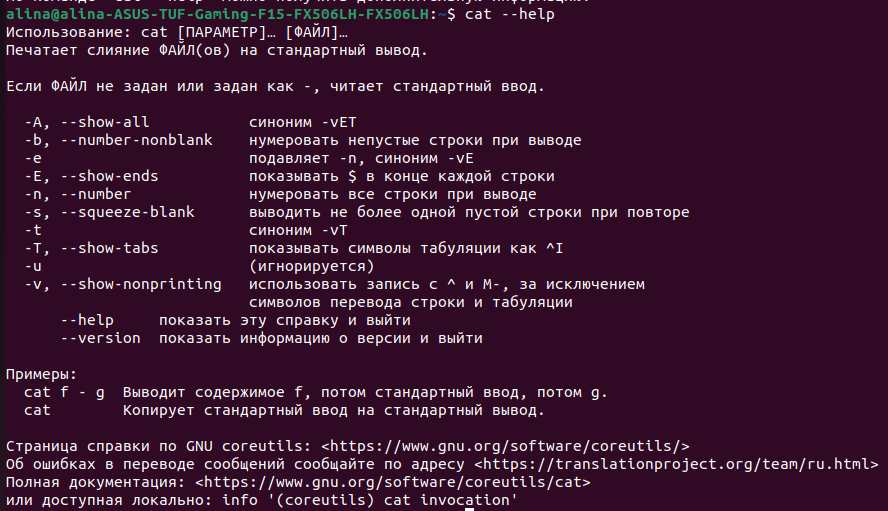 alina@alina-ASUS-TUF-Gaming-F15-FX506LH-FX506LH:~$ cat --help
Использование: cat [ПАРАМЕТР]… [ФАЙЛ]…
Печатает слияние ФАЙЛ(ов) на стандартный вывод.

Если ФАЙЛ не задан или задан как -, читает стандартный ввод.

  -A, --show-all           синоним -vET
  -b, --number-nonblank    нумеровать непустые строки при выводе
  -e                       подавляет -n, синоним -vE
  -E, --show-ends          показывать $ в конце каждой строки
  -n, --number             нумеровать все строки при выводе
  -s, --squeeze-blank      выводить не более одной пустой строки при повторе
  -t                       синоним -vT
  -T, --show-tabs          показывать символы табуляции как ^I
  -u                       (игнорируется)
  -v, --show-nonprinting   использовать запись с ^ и M-, за исключением
                           символов перевода строки и табуляции
      --help     показать эту справку и выйти
      --version  показать информацию о версии и выйти

Примеры:
  cat f - g  Выводит содержимое f, потом стандартный ввод, потом g.
  cat        Копирует стандартный ввод на стандартный вывод.

Страница справки по GNU coreutils: <https://www.gnu.org/software/coreutils/>
Об ошибках в переводе сообщений сообщайте по адресу <https://translationproject.org/team/ru.html>
Полная документация: <https://www.gnu.org/software/coreutils/cat>
или доступная локально: info '(coreutils) cat invocation'